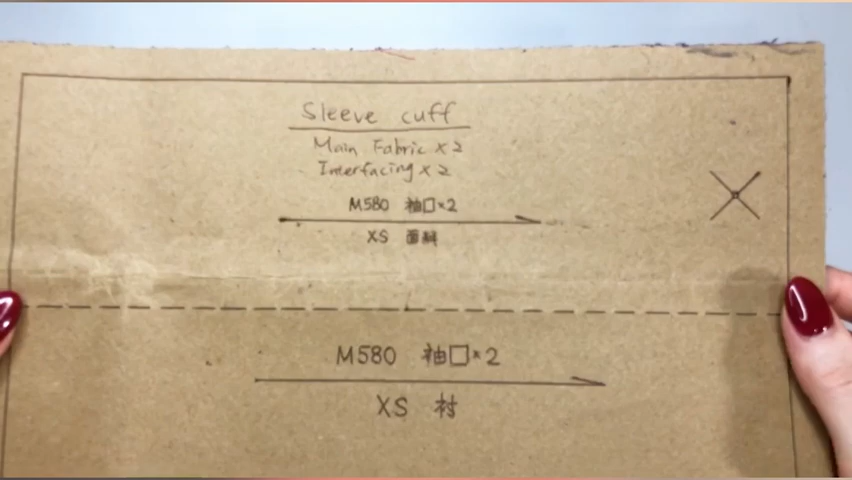 Sleeve cuff
Main Fabric x 2
Interfacing x 2
M580 袖口×2
XS 面料
M580 袖口×2
XS 衬